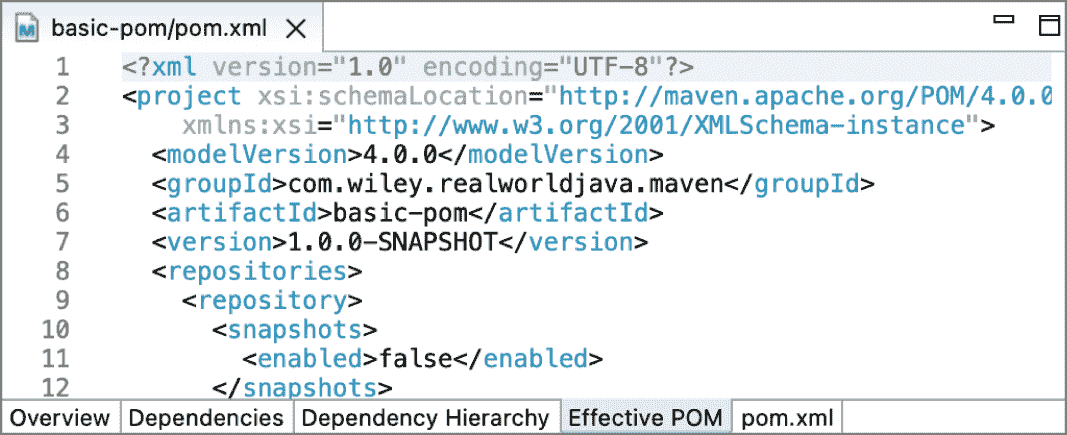 basic-pom/pom.xml
1 <?xml version="1.0" encoding="UTF-8"?>
2 <project xsi:schemaLocation="http://maven.apache.org/POM/4.0.0
3 xmlns:xsi="http://www.w3.org/2001/XMLSchema-instance">
4 <modelVersion>4.0.0</modelVersion>
5 <groupId>com.wiley.realworldjava.maven</groupId>
6 <artifactId>basic-pom</artifactId>
7 <version>1.0.0-SNAPSHOT</version>
8 <repositories>
9 <repository>
10 <snapshots>
11 <enabled>false</enabled>
12 </snapshots>
Overview Dependencies Dependency Hierarchy Effective POM pom.xml